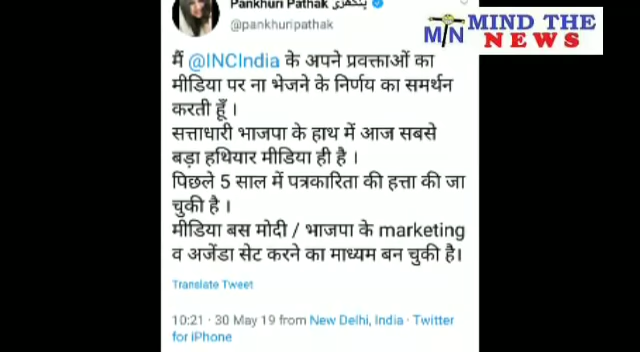 Pankhuri Pathak پنکھڑی
@pankhuripathak
MIND THE
NEWS
MTN
मैं @INCIndia के अपने प्रवक्ताओं का
मीडिया पर ना भेजने के निर्णय का समर्थन
करती हूँ ।
सत्ताधारी भाजपा के हाथ में आज सबसे
बड़ा हथियार मीडिया ही है ।
पिछले 5 साल में पत्रकारिता की हत्ता की जा
चुकी है ।
मीडिया बस मोदी / भाजपा के marketing
व अजेंडा सेट करने का माध्यम बन चुकी है।
Translate Tweet
10:21 · 30 May 19 from New Delhi, India · Twitter
for iPhone